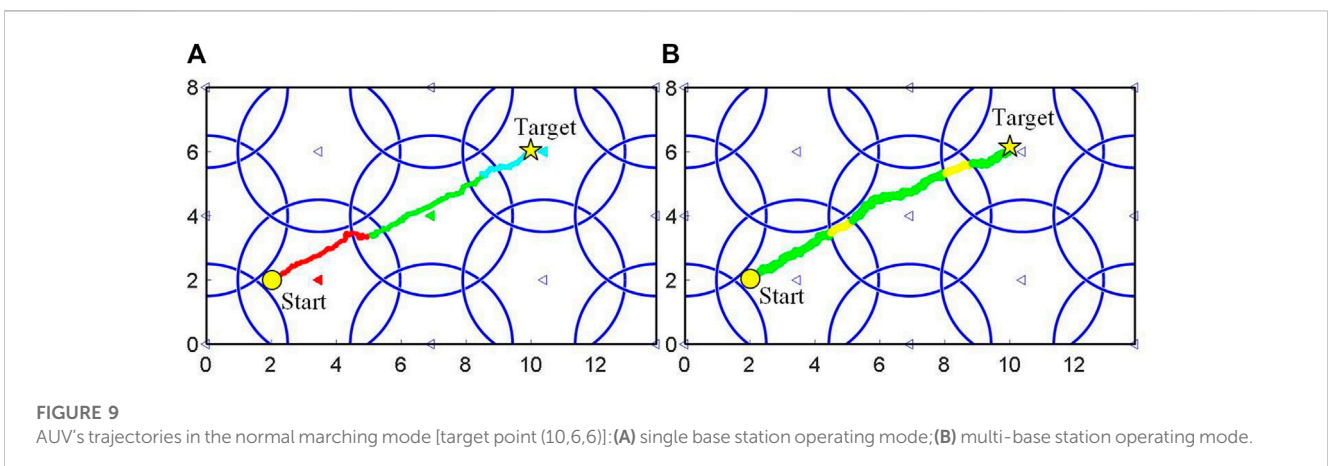 A
B
8
6
4
2
0
0 2 4 6 8 10 12
Target
Start
8
6
4
2
0
0 2 4 6 8 10 12
Target
Start
FIGURE 9
AUV's trajectories in the normal marching mode [target point (10,6,6)]:(A) single base station operating mode;(B) multi-base station operating mode.